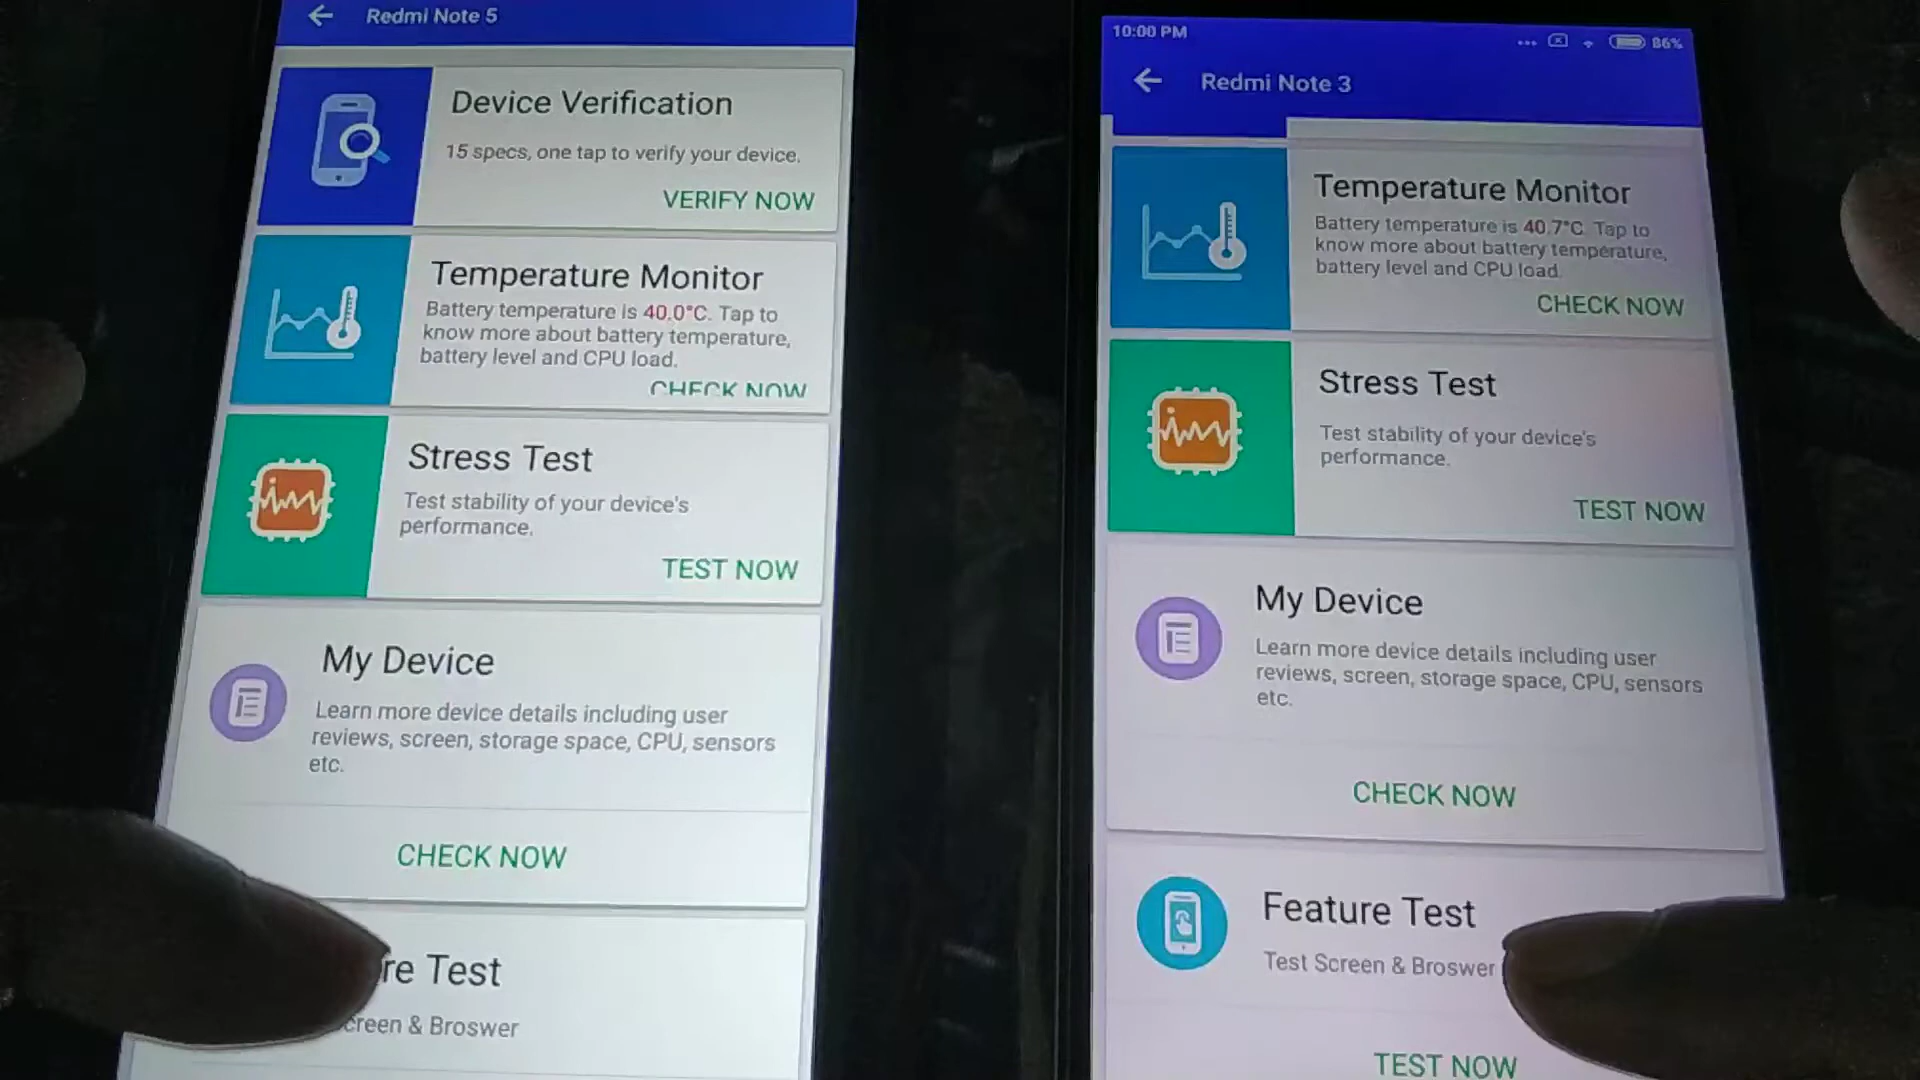 Redmi Note 5
Device Verification
15 specs, one tap to verify your device.
VERIFY NOW
Temperature Monitor
Battery temperature is 40.0°C. Tap to
know more about battery temperature,
battery level and CPU load.
CHECK NOW
Stress Test
Test stability of your device's
performance.
TEST NOW
My Device
Learn more device details including user
reviews, screen, storage space, CPU, sensors
etc.
CHECK NOW
re Test
creen & Broswer
10:00 PM
86%
Redmi Note 3
Temperature Monitor
Battery temperature is 40.7°C. Tap to
know more about battery temperature,
battery level and CPU load.
CHECK NOW
Stress Test
Test stability of your device's
performance.
TEST NOW
My Device
Learn more device details including user
reviews, screen, storage space, CPU, sensors
etc.
CHECK NOW
Feature Test
Test Screen & Broswer
TEST NOW